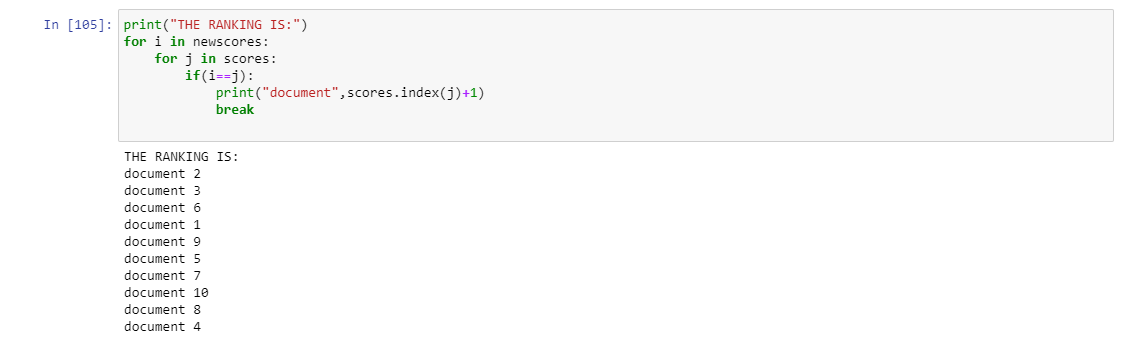 In [105]: print("THE RANKING IS:")
for i in newscores:
    for j in scores:
        if(i==j):
            print("document",scores.index(j)+1)
            break
THE RANKING IS:
document 2
document 3
document 6
document 1
document 9
document 5
document 7
document 10
document 8
document 4